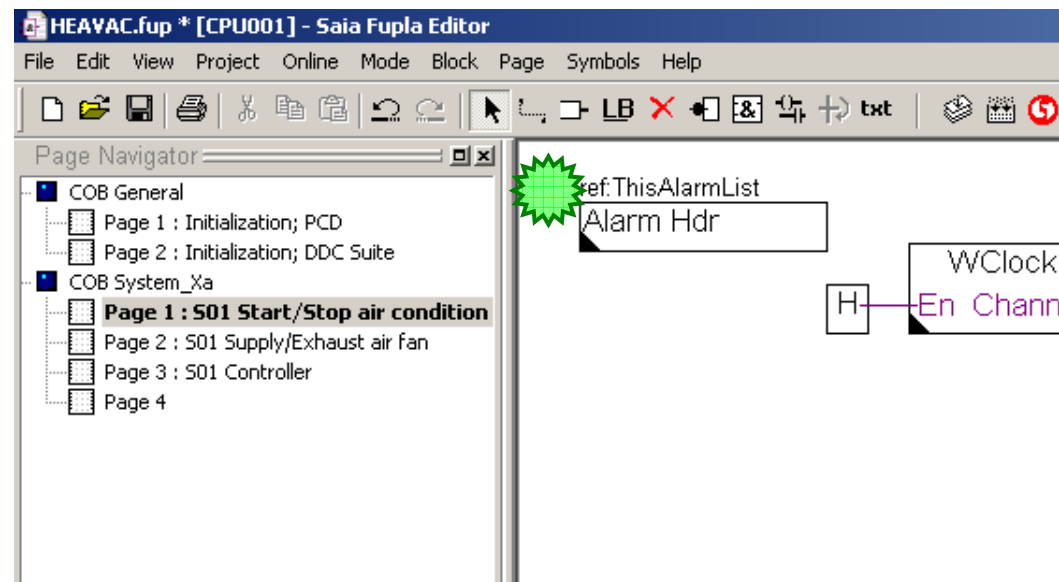 HEAVAC.fup * [CPU001] - Saia Fupla Editor
File Edit View Project Online Mode Block Page Symbols Help
LB & txt
Page Navigator
COB General
Page 1 : Initialization; PCD
Page 2 : Initialization; DDC Suite
COB System_Xa
Page 1 : S01 Start/Stop air condition
Page 2 : S01 Supply/Exhaust air fan
Page 3 : S01 Controller
Page 4
ref:ThisAlarmList
Alarm Hdr
WClock
H
En Chann